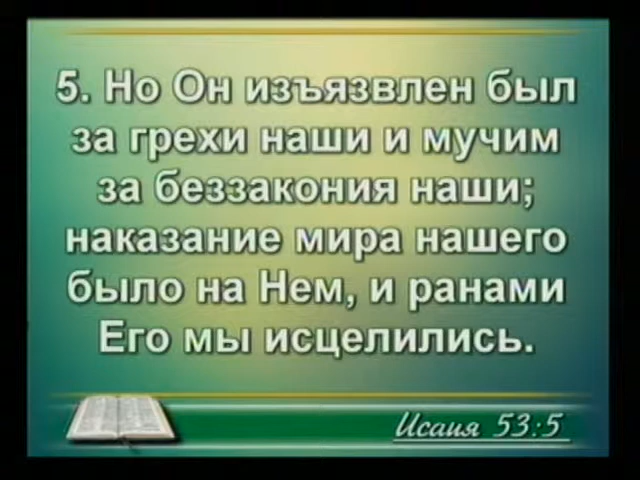 5. Но Он изъязвлен был
за грехи наши и мучим
за беззакония наши;
наказание мира нашего
было на Нем, и ранами
Его мы исцелились.
Исаия 53:5